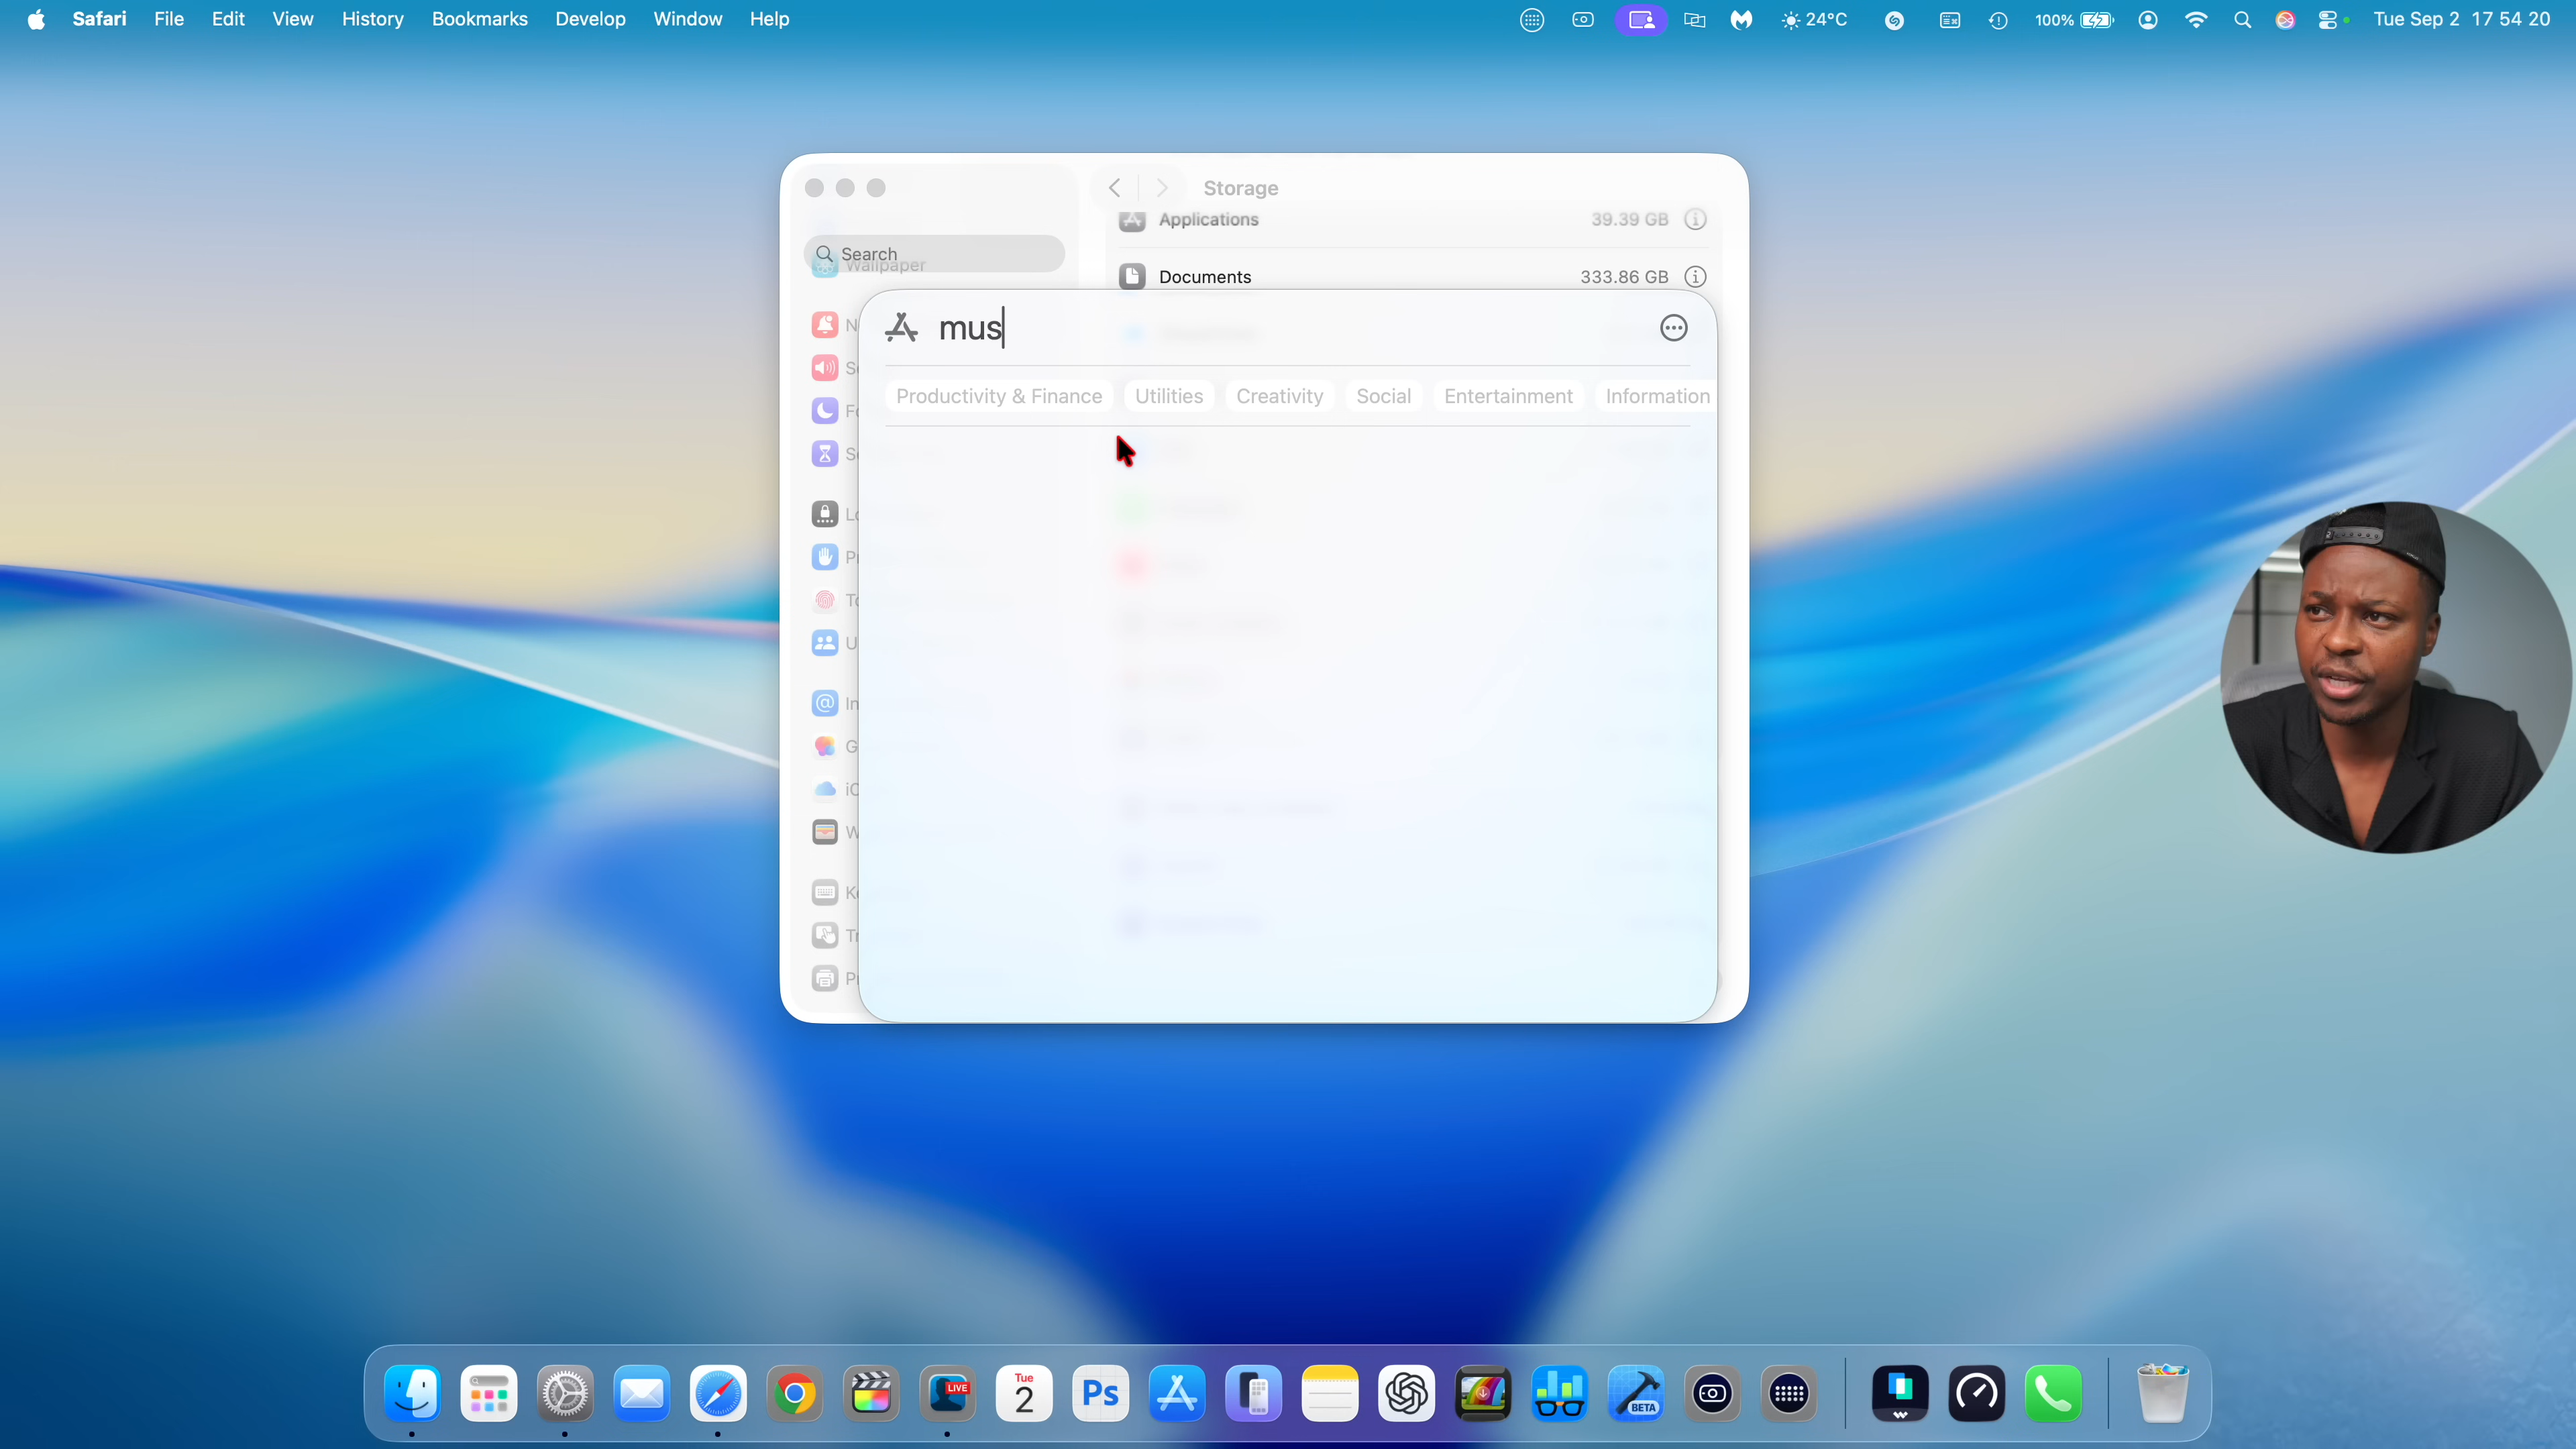 Safari File Edit View History Bookmarks Develop Window Help 24°C 100% Tue Sep 2 17 54 20
Storage
Applications 39.39 GB
Search
Wallpaper
Documents 333.86 GB
mus
Productivity & Finance Utilities Creativity Social Entertainment Information
LIVE
Tue
2
Ps
BETA